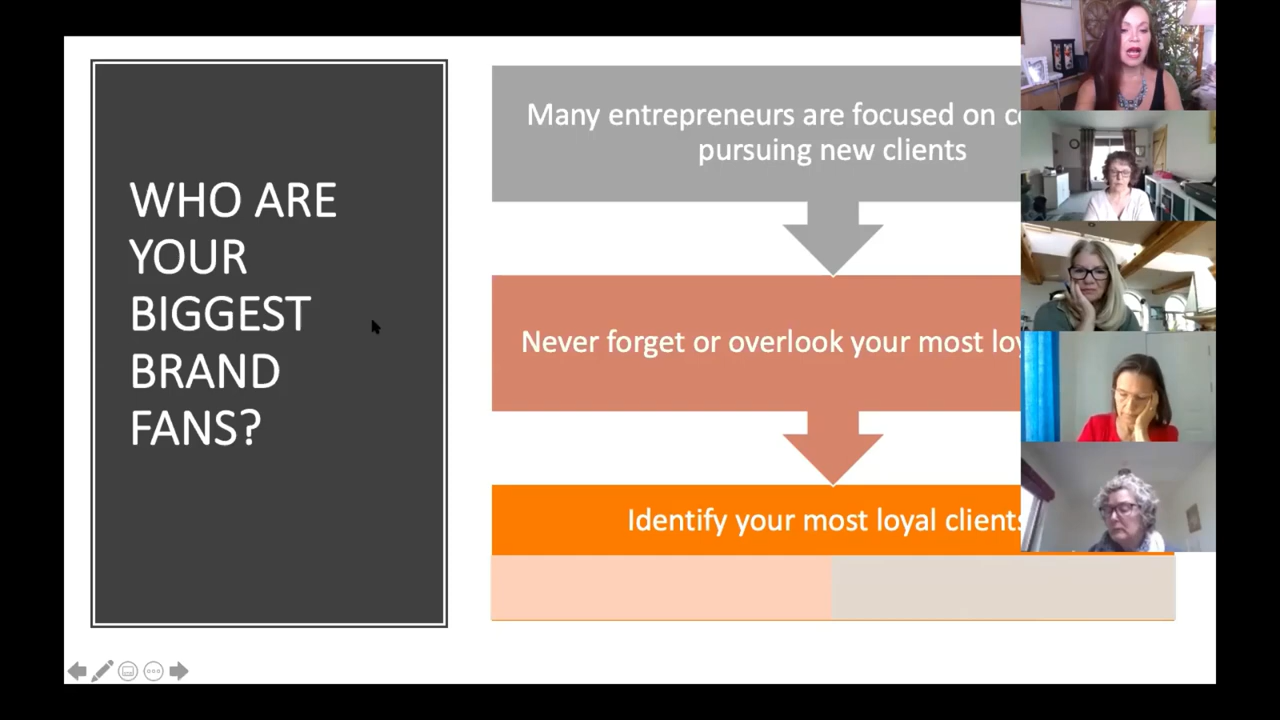 WHO ARE
YOUR
BIGGEST
BRAND
FANS?
Many entrepreneurs are focused on
pursuing new clients
Never forget or overlook your most
Identify your most loyal clients